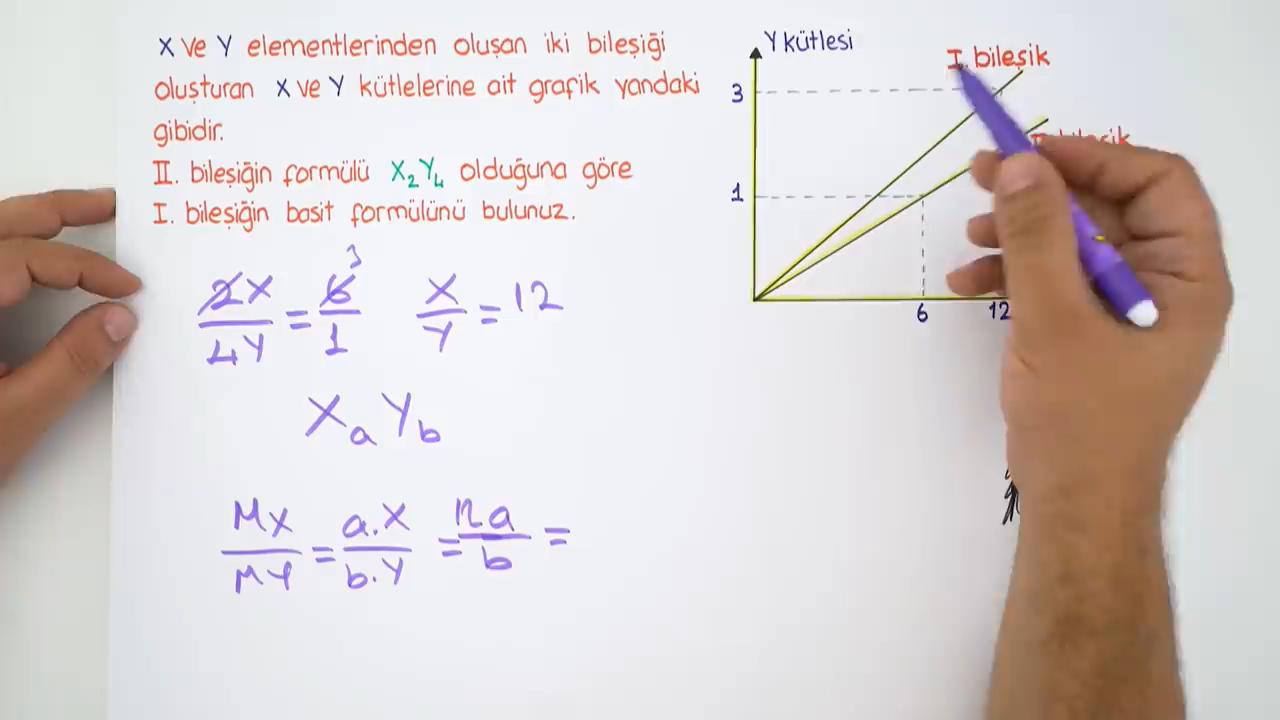 X ve Y elementlerinden oluşan iki bileşiği
oluşturan X ve Y kütlelerine ait grafik yandaki
gibidir.
II. bileşiğin formülü X₂Y₄ olduğuna göre
I. bileşiğin basit formülünü bulunuz.
Y kütlesi
I. bileşik
3
bileşik
1
6
12
2X/4Y = 6/1
3
X/Y = 12
XaYb
MX/MY = a.X/b.Y = 12a/b =